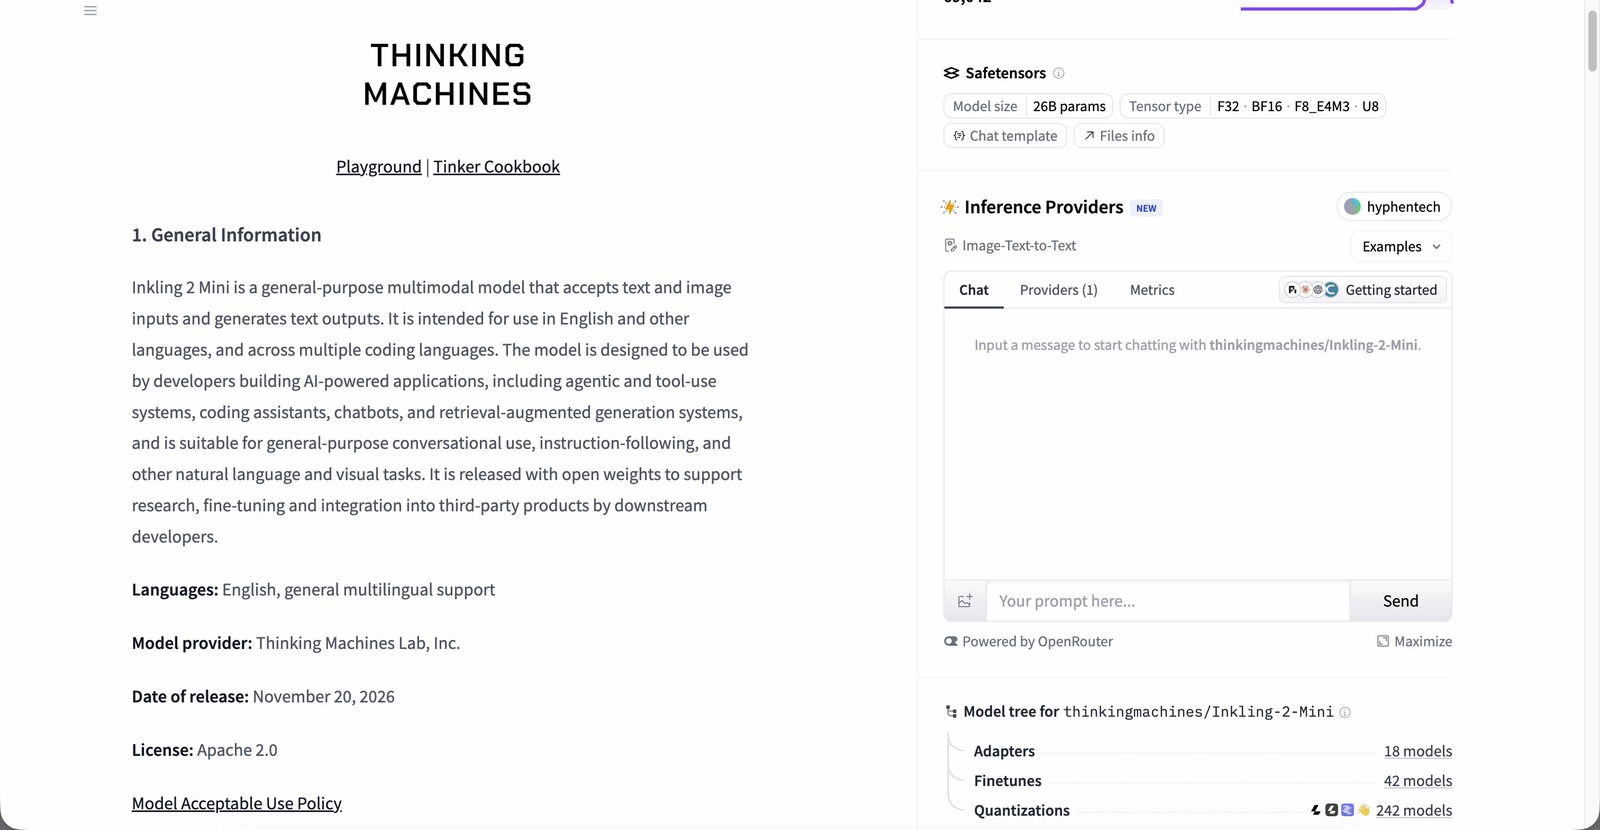 THINKING
MACHINES
Playground | Tinker Cookbook
1. General Information
Inkling 2 Mini is a general-purpose multimodal model that accepts text and image
inputs and generates text outputs. It is intended for use in English and other
languages, and across multiple coding languages. The model is designed to be used
by developers building AI-powered applications, including agentic and tool-use
systems, coding assistants, chatbots, and retrieval-augmented generation systems,
and is suitable for general-purpose conversational use, instruction-following, and
other natural language and visual tasks. It is released with open weights to support
research, fine-tuning and integration into third-party products by downstream
developers.
Languages: English, general multilingual support
Model provider: Thinking Machines Lab, Inc.
Date of release: November 20, 2026
License: Apache 2.0
Model Acceptable Use Policy
Safetensors
Model size 26B params Tensor type F32 · BF16 · F8_E4M3 · U8
Chat template Files info
Inference Providers NEW hyphentech
Image-Text-to-Text Examples
Chat Providers (1) Metrics Getting started
Input a message to start chatting with thinkingmachines/Inkling-2-Mini.
Your prompt here... Send
Powered by OpenRouter Maximize
Model tree for thinkingmachines/Inkling-2-Mini
Adapters 18 models
Finetunes 42 models
Quantizations 242 models